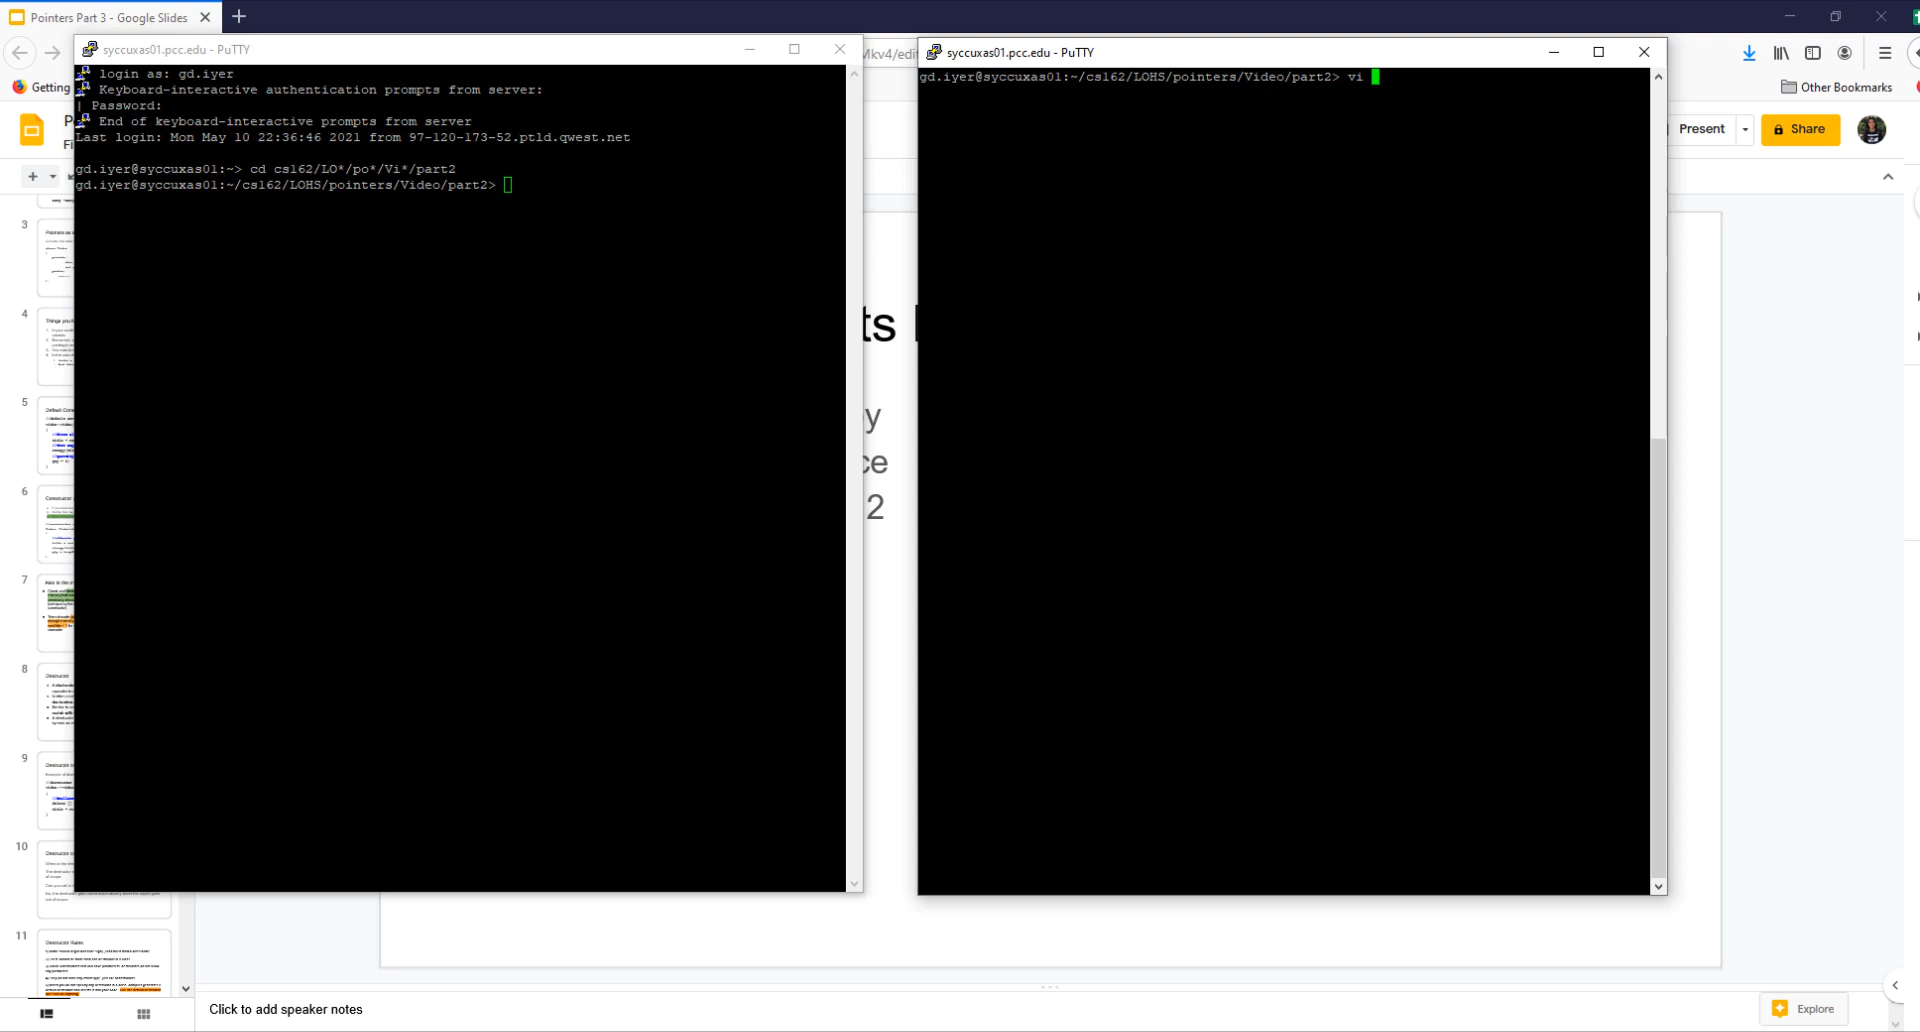 Pointers Part 3 - Google Slides
Getting
Mkv4/edit
Other Bookmarks
Present
Share
syccuxas01.pcc.edu - PuTTY
login as: gd.iyer
Keyboard-interactive authentication prompts from server:
| Password:
End of keyboard-interactive prompts from server
Last login: Mon May 10 22:36:46 2021 from 97-120-173-52.ptld.qwest.net
gd.iyer@syccuxas01:~> cd cs162/LO*/po*/Vi*/part2
gd.iyer@syccuxas01:~/cs162/LOHS/pointers/Video/part2>
syccuxas01.pcc.edu - PuTTY
gd.iyer@syccuxas01:~/cs162/LOHS/pointers/Video/part2> vi
ts
y
ce
2
3
4
5
6
7
8
Destructor
9
10
11
Destructor Rules
Click to add speaker notes
Explore